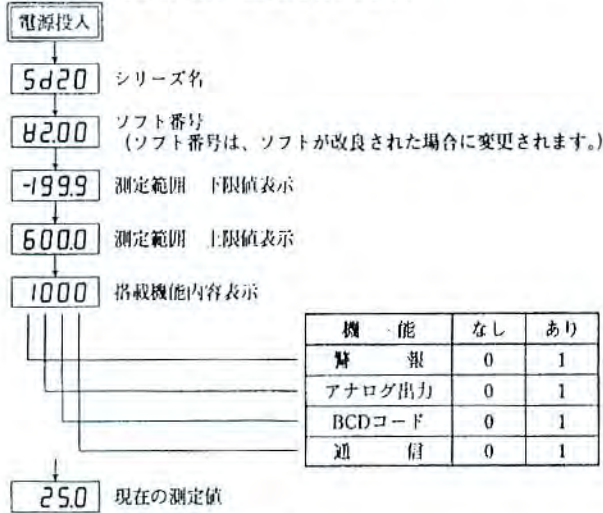 電源投入
Sd20 シリーズ名
V2.00 ソフト番号
(ソフト番号は、ソフトが改良された場合に変更されます。)
-199.9 測定範囲 下限値表示
600.0 測定範囲 上限値表示
1000 搭載機能内容表示
機 能 なし あり
警 報 0 1
アナログ出力 0 1
BCDコード 0 1
通 信 0 1
25.0 現在の測定値